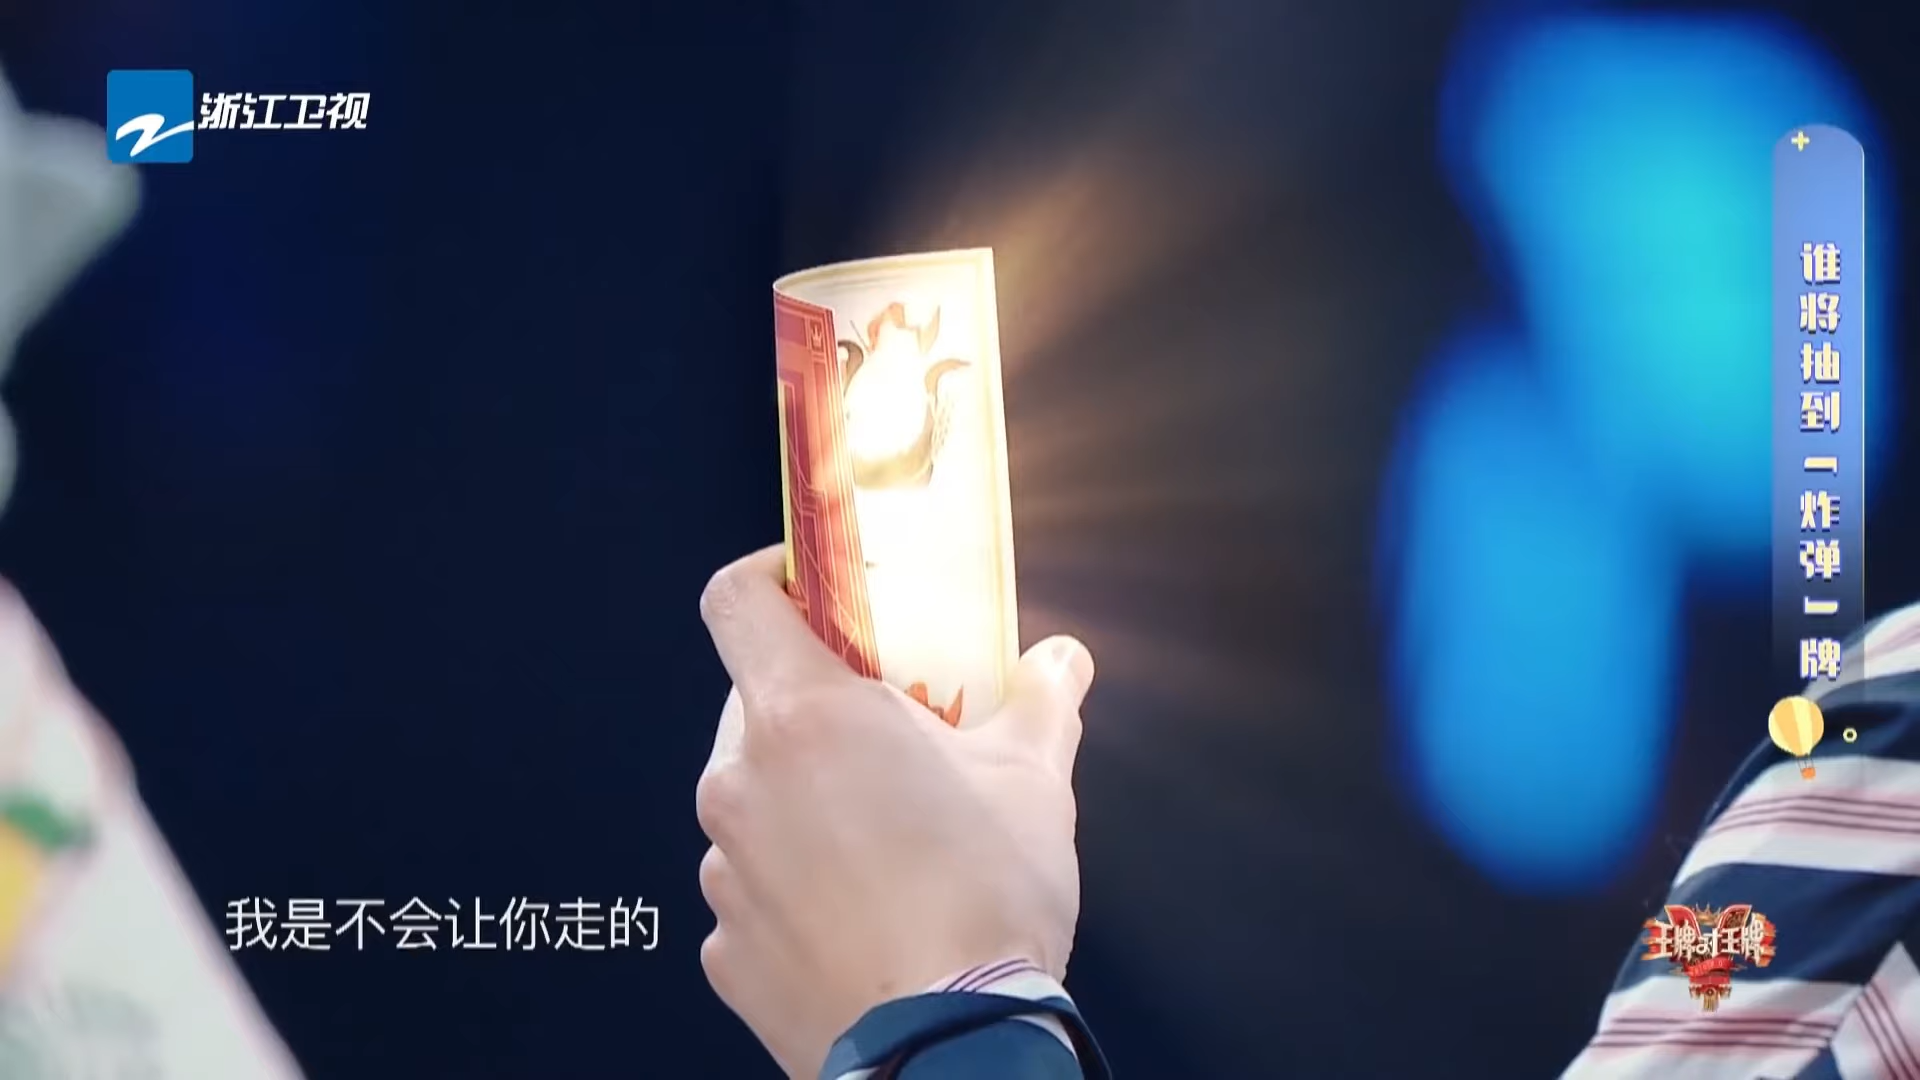 浙江卫视
谁将抽到「炸弹」牌
我是不会让你走的
王牌对王牌